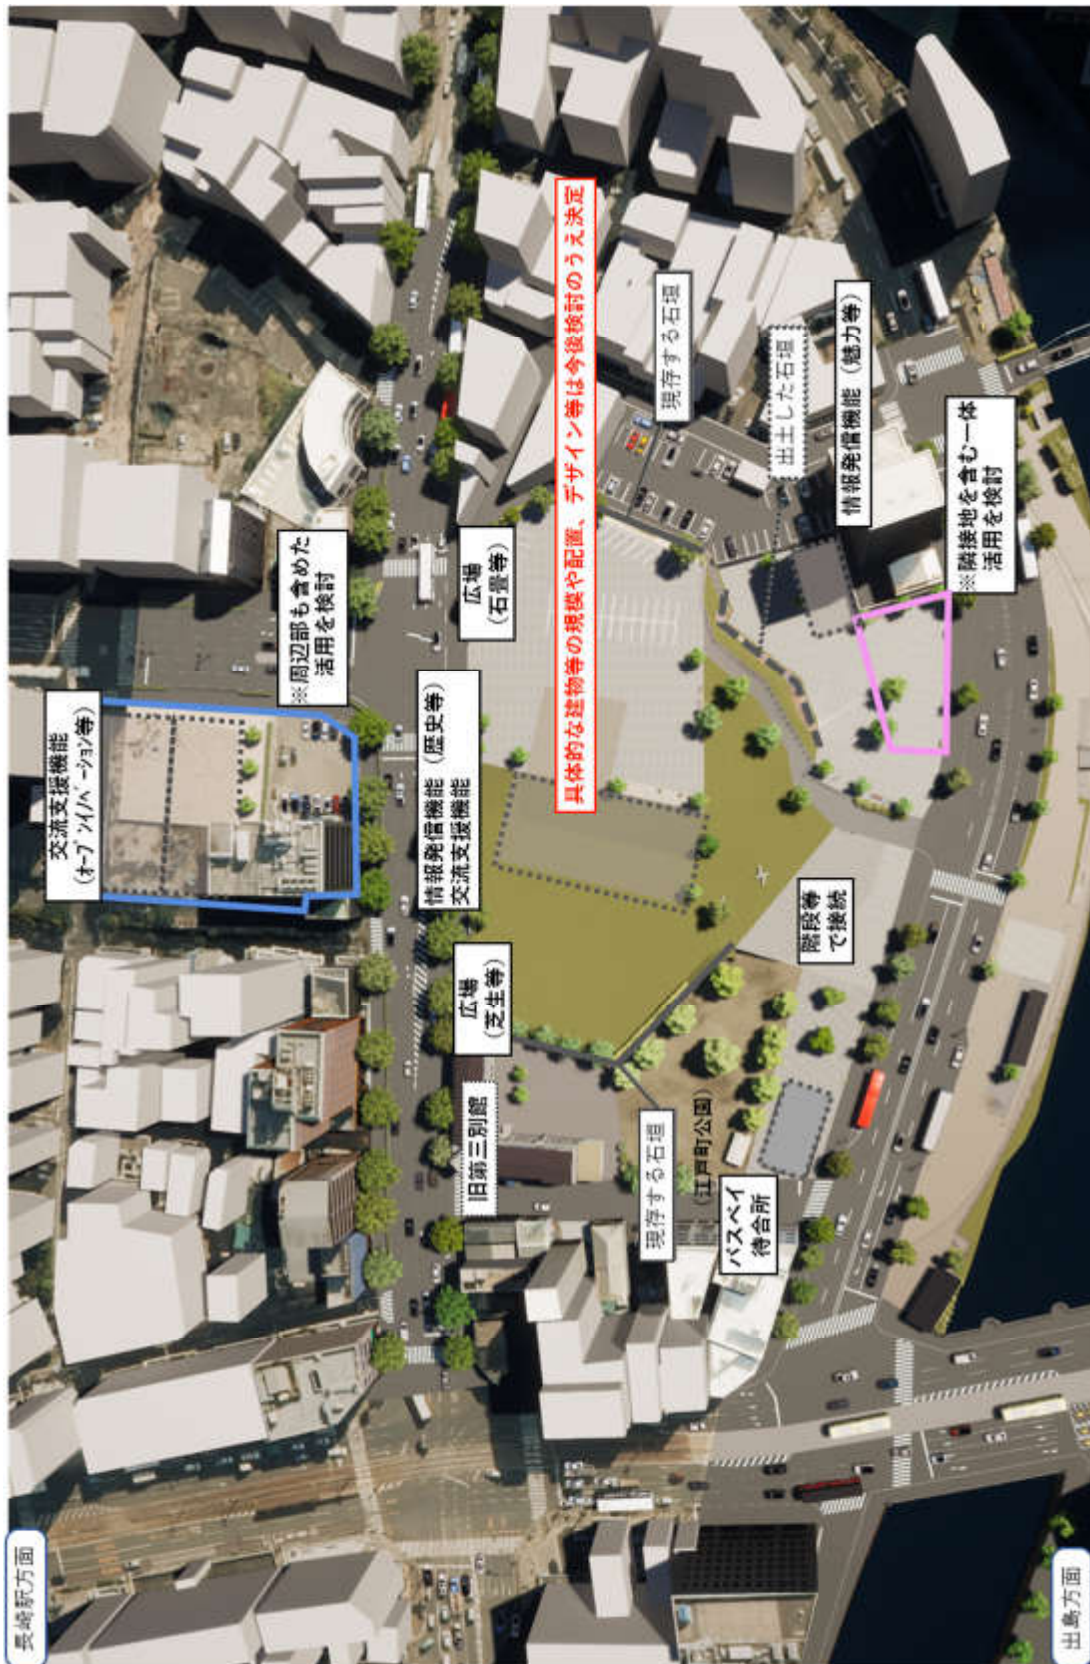 長崎駅方面
交流支援機能
(ｵｰﾌﾟﾝｲﾉﾍﾞｰｼｮﾝ等)
※周辺部も含めた
活用を検討
情報発信機能（歴史等）
交流支援機能
旧第三別館
広場
（芝生等）
広場
（石畳等）
具体的な建物等の規模や配置、デザイン等は今後検討のうえ決定
現存する石垣
現存する石垣
（江戸町公園）
バスベイ
待合所
出土した石垣
階段等
で接続
情報発信機能（魅力等）
※隣接地を含む一体
活用を検討
出島方面